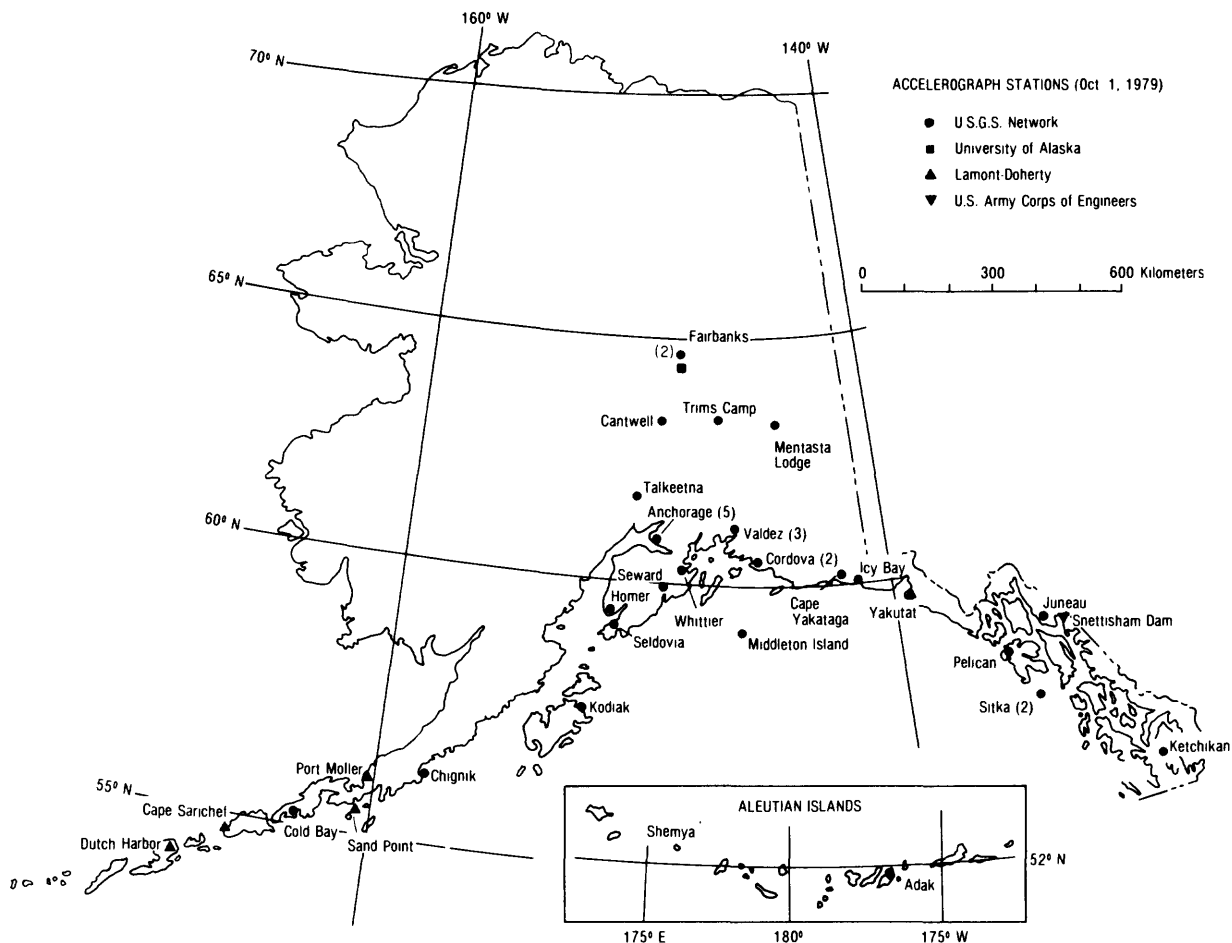 160° W
140° W
70° N
ACCELEROGRAPH STATIONS (Oct 1, 1979)
U.S.G.S. Network
University of Alaska
Lamont-Doherty
U.S. Army Corps of Engineers
0 300 600 Kilometers
65° N
Fairbanks
(2)
Cantwell
Trims Camp
Mentasta
Lodge
Talkeetna
Anchorage (5)
60° N
Valdez (3)
Cordova (2)
Icy Bay
Seward
Homer
Whittier
Cape
Yakataga
Yakutat
Juneau
Snettisham Dam
Seldovia
Middleton Island
Pelican
Sitka (2)
Kodiak
Ketchikan
Port Moller
Chignik
55° N
Cape Sarichef
Cold Bay
Sand Point
Dutch Harbor
ALEUTIAN ISLANDS
Shemya
52° N
Adak
175° E
180°
175° W